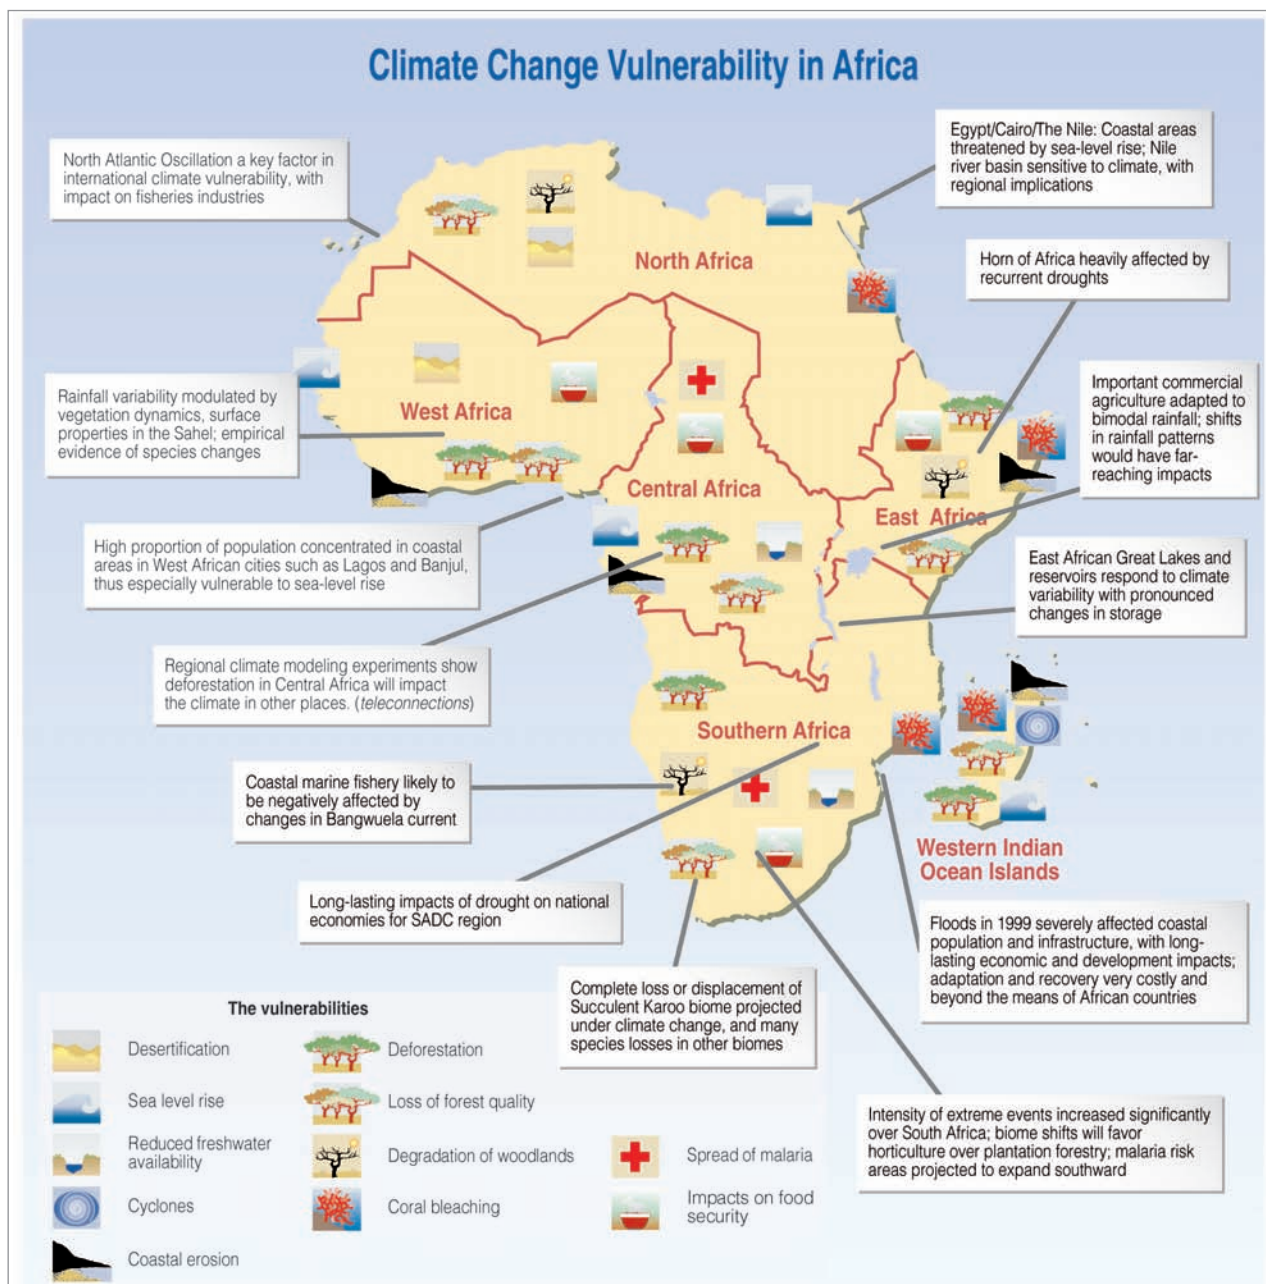 Climate Change Vulnerability in Africa
North Atlantic Oscillation a key factor in
international climate vulnerability, with
impact on fisheries industries
Egypt/Cairo/The Nile: Coastal areas
threatened by sea-level rise; Nile
river basin sensitive to climate, with
regional implications
North Africa
Horn of Africa heavily affected by
recurrent droughts
Rainfall variability modulated by
vegetation dynamics, surface
properties in the Sahel; empirical
evidence of species changes
West Africa
Important commercial
agriculture adapted to
bimodal rainfall; shifts
in rainfall patterns
would have far-
reaching impacts
Central Africa
East Africa
High proportion of population concentrated in coastal
areas in West African cities such as Lagos and Banjul,
thus especially vulnerable to sea-level rise
East African Great Lakes and
reservoirs respond to climate
variability with pronounced
changes in storage
Regional climate modeling experiments show
deforestation in Central Africa will impact
the climate in other places. (teleconnections)
Southern Africa
Coastal marine fishery likely to
be negatively affected by
changes in Bangwuela current
Western Indian
Ocean Islands
Long-lasting impacts of drought on national
economies for SADC region
Floods in 1999 severely affected coastal
population and infrastructure, with long-
lasting economic and development impacts;
adaptation and recovery very costly and
beyond the means of African countries
Complete loss or displacement of
Succulent Karoo biome projected
under climate change, and many
species losses in other biomes
Intensity of extreme events increased significantly
over South Africa; biome shifts will favor
horticulture over plantation forestry; malaria risk
areas projected to expand southward
The vulnerabilities
Desertification
Sea level rise
Reduced freshwater
availability
Cyclones
Coastal erosion
Deforestation
Loss of forest quality
Degradation of woodlands
Coral bleaching
Spread of malaria
Impacts on food
security